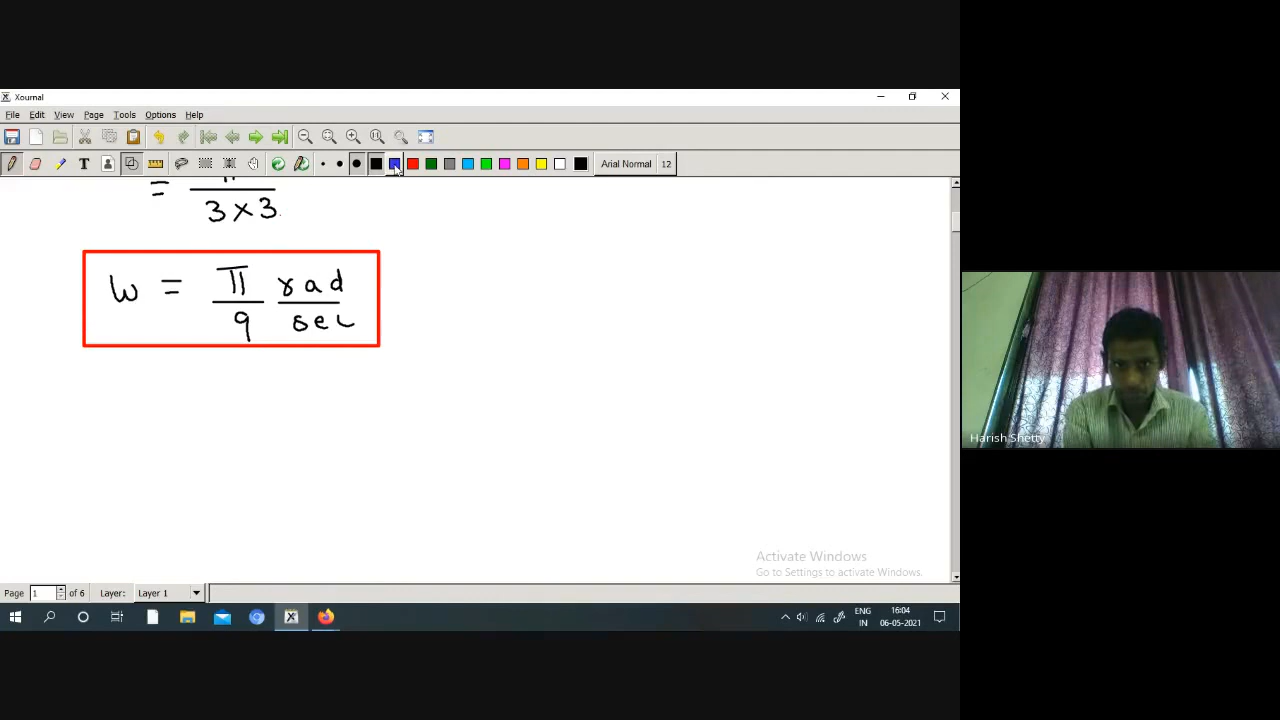 Xournal
File Edit View Page Tools Options Help
Arial Normal 12
= π / 3 × 3
ω = π/9 rad/sec
Harish Shetty
Activate Windows
Go to Settings to activate Windows.
Page 1 of 6 Layer: Layer 1
ENG 16:04
IN 06-05-2021